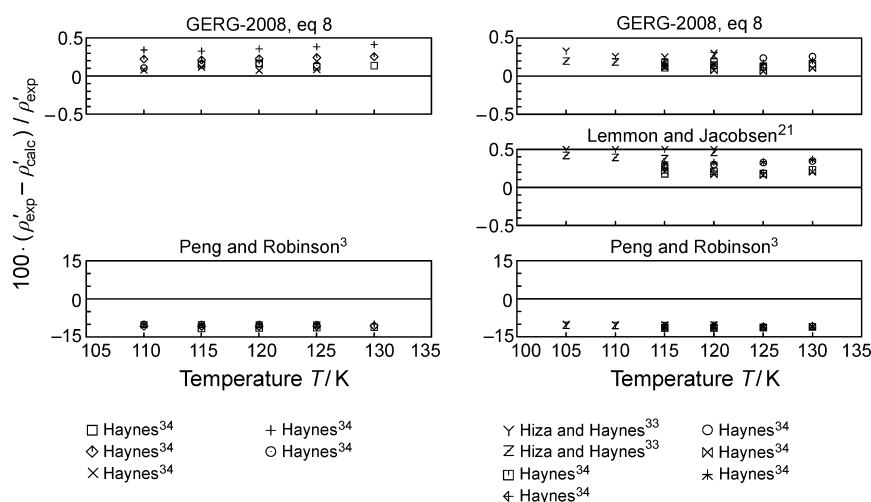 GERG-2008, eq 8
0.5
0
−0.5
100·(ρ′exp − ρ′calc) / ρ′exp
Peng and Robinson³
15
0
−15
105 110 115 120 125 130 135
Temperature T/K
Haynes³⁴
Haynes³⁴
Haynes³⁴
Haynes³⁴
Haynes³⁴
GERG-2008, eq 8
0.5
0
−0.5
Lemmon and Jacobsen²¹
0.5
0
−0.5
Peng and Robinson³
15
0
−15
100 105 110 115 120 125 130 135
Temperature T/K
Hiza and Haynes³³
Hiza and Haynes³³
Haynes³⁴
Haynes³⁴
Haynes³⁴
Haynes³⁴
Haynes³⁴